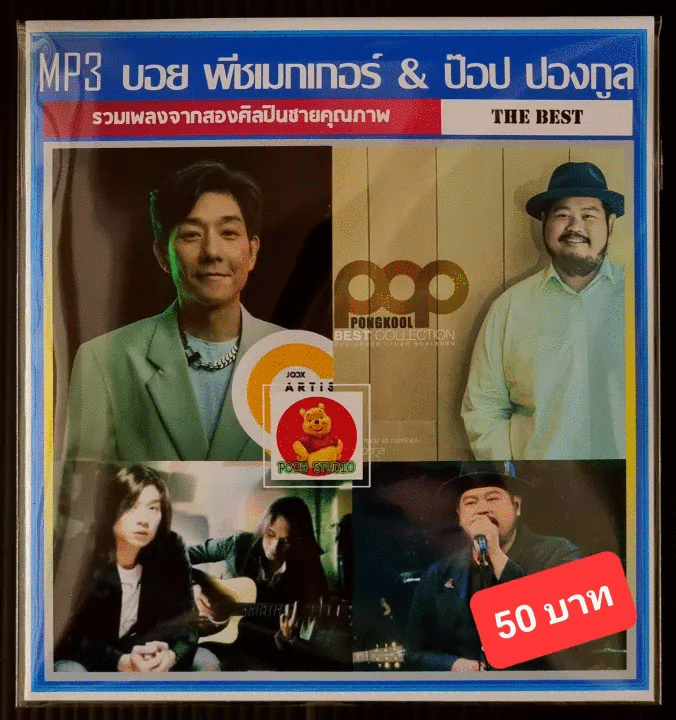 MP3 บอย พีชเมกเกอร์ & ป๊อป ปองกูล
รวมเพลงจากสองศิลปินชายคุณภาพ
THE BEST
pop
PONGKOOL
BEST COLLECTION
JOOX
ARTIS
POOH STUDIO
50 บาท